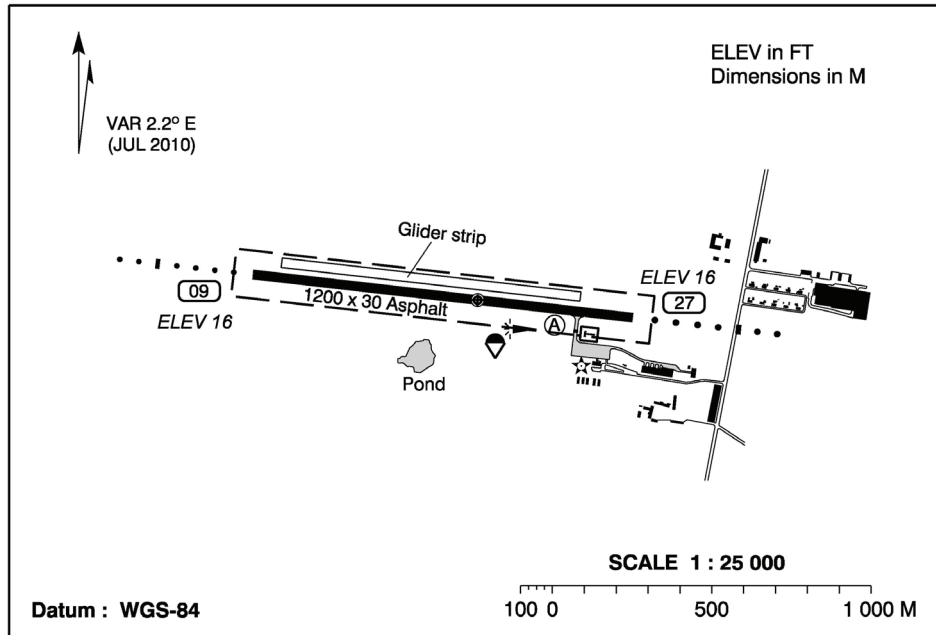 ELEV in FT
Dimensions in M
VAR 2.2° E
(JUL 2010)
Glider strip
ELEV 16
09
27
1200 x 30 Asphalt
ELEV 16
A
T
Pond
SCALE 1 : 25 000
Datum : WGS-84
100 0 500 1 000 M